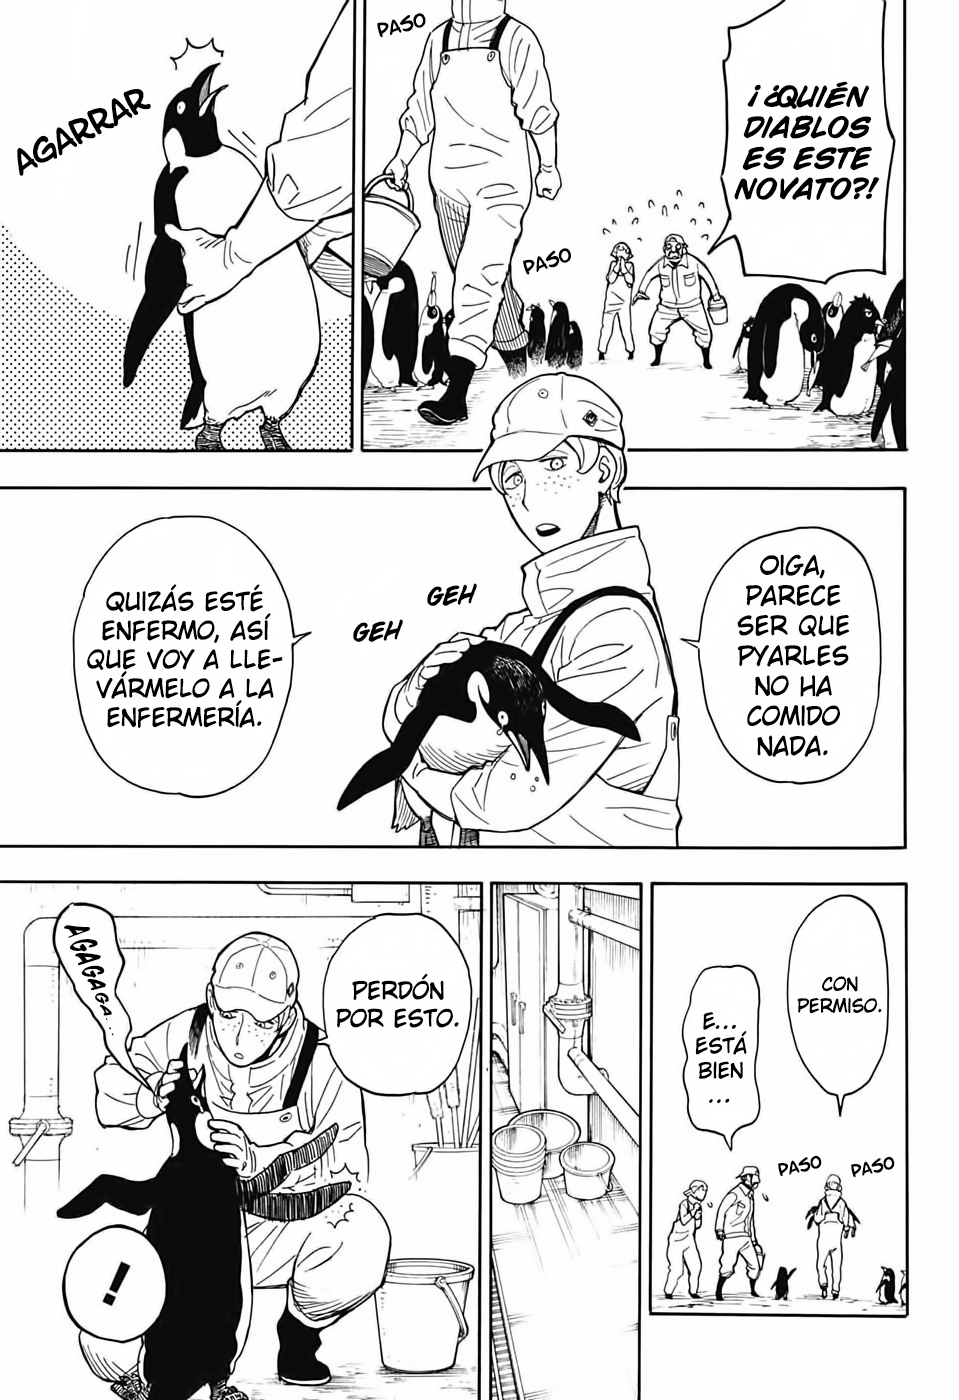 ¡¿QUIÉN
DIABLOS
ES ESTE
NOVATO?!
PASO
PASO
AGARRAR
OIGA,
PARECE
SER QUE
PYARLES
NO HA
COMIDO
NADA.
GEH
GEH
QUIZÁS ESTÉ
ENFERMO, ASÍ
QUE VOY A LLE-
VÁRMELO A LA
ENFERMERÍA.
CON
PERMISO.
E...
ESTÁ
BIEN
...
PASO
PASO
PERDÓN
POR ESTO.
AGAGAGA...
!